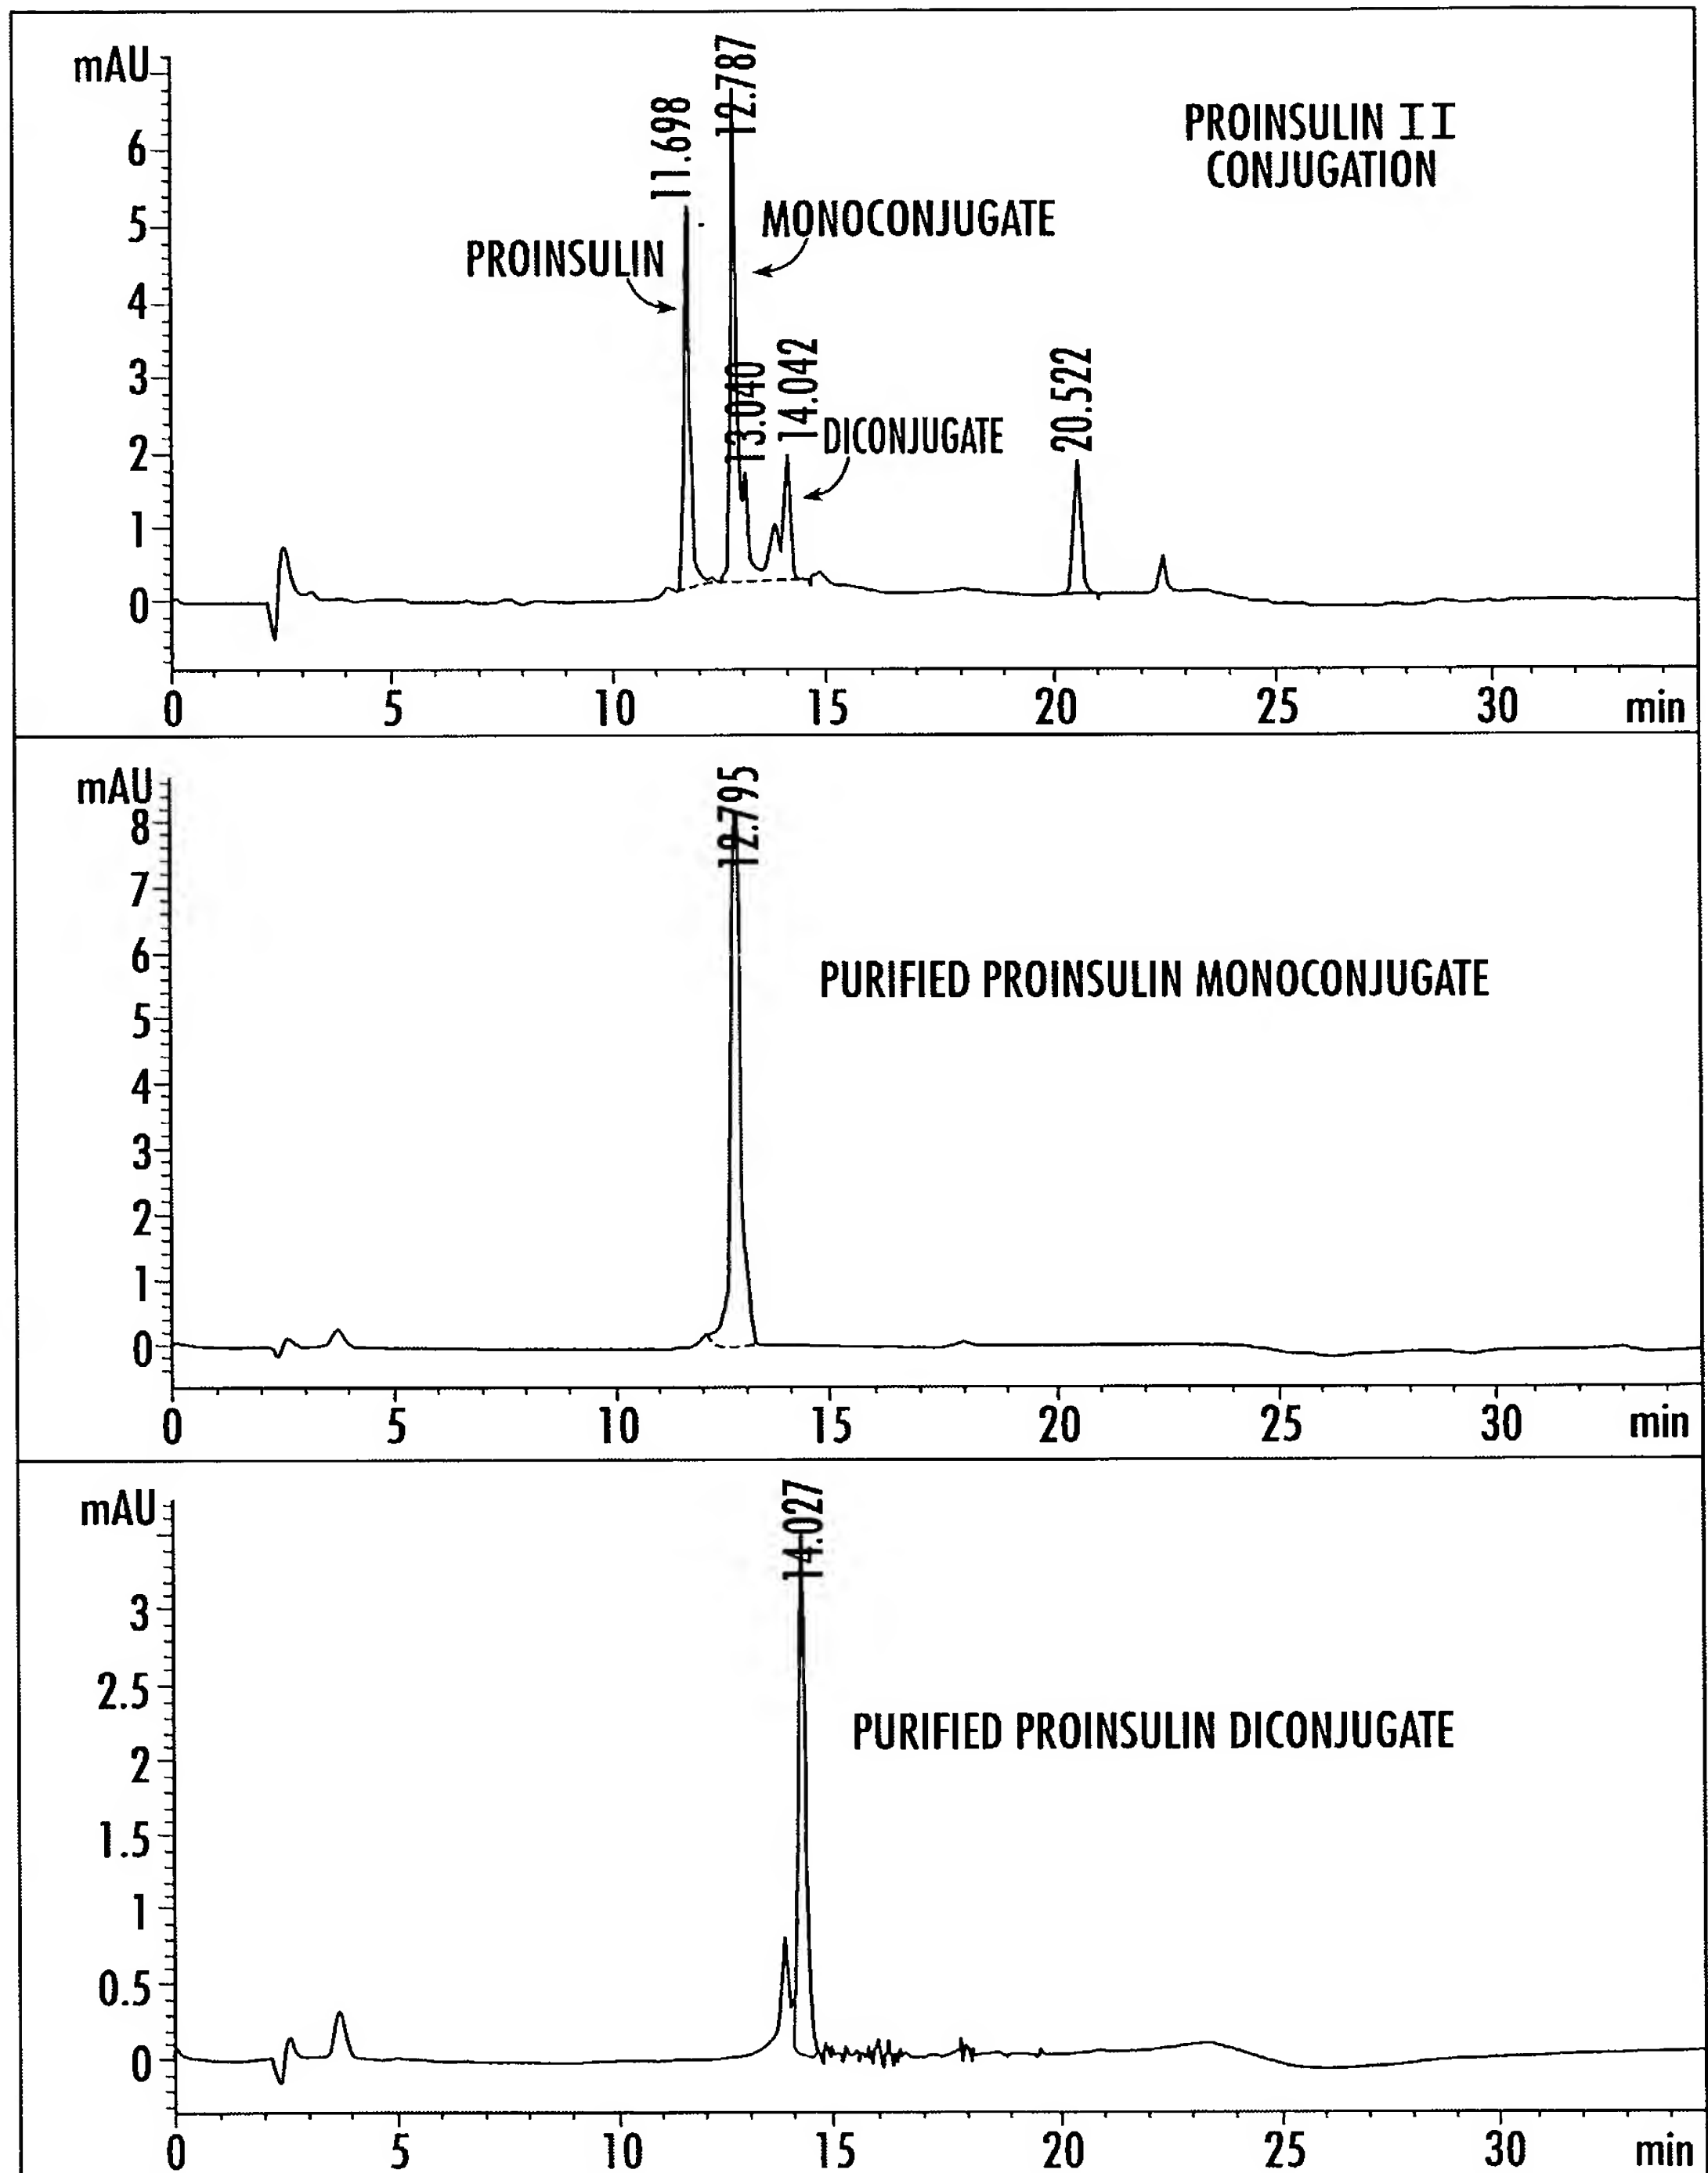 mAU
6
5
4
3
2
1
0
11.698
12.787
13.040
14.042
20.522
PROINSULIN II
CONJUGATION
PROINSULIN
MONOCONJUGATE
DICONJUGATE
0 5 10 15 20 25 30 min
mAU
8
7
6
5
4
3
2
1
0
12.795
PURIFIED PROINSULIN MONOCONJUGATE
0 5 10 15 20 25 30 min
mAU
3
2.5
2
1.5
1
0.5
0
14.027
PURIFIED PROINSULIN DICONJUGATE
0 5 10 15 20 25 30 min